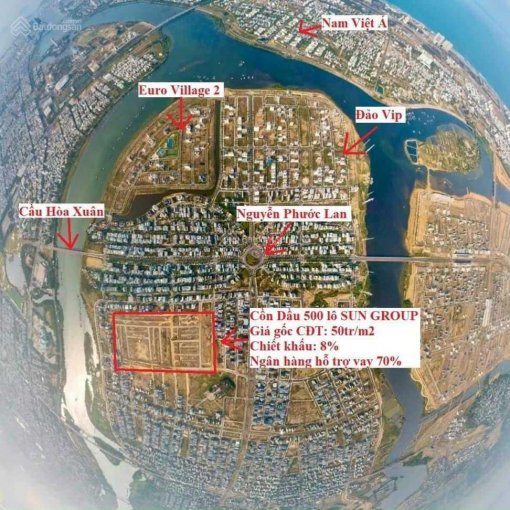 Batdongsan
Nam Việt Á
Euro Village 2
Đảo Vip
Cầu Hòa Xuân
Nguyễn Phước Lan
Cồn Dầu 500 lô SUN GROUP
Giá gốc CĐT: 50tr/m2
Chiết khấu: 8%
Ngân hàng hỗ trợ vay 70%